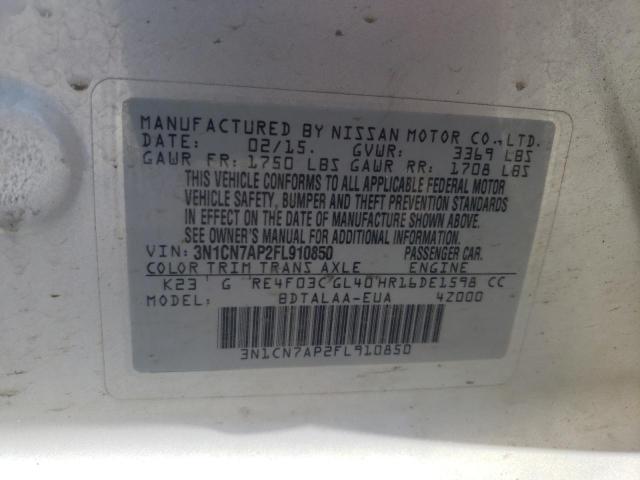 MANUFACTURED BY NISSAN MOTOR CO., LTD.
DATE: 02/15. GVWR: 3369 LBS
GAWR FR: 1750 LBS GAWR RR: 1708 LBS
THIS VEHICLE CONFORMS TO ALL APPLICABLE FEDERAL MOTOR
VEHICLE SAFETY, BUMPER AND THEFT PREVENTION STANDARDS
IN EFFECT ON THE DATE OF MANUFACTURE SHOWN ABOVE.
SEE OWNER'S MANUAL FOR ADDITIONAL INFORMATION.
VIN: 3N1CN7AP2FL910850 PASSENGER CAR.
COLOR TRIM TRANS AXLE ENGINE
K23 G RE4F03C GL40 HR16DE1598 CC
MODEL: BDTALAA-EUA 4Z000
3N1CN7AP2FL910850